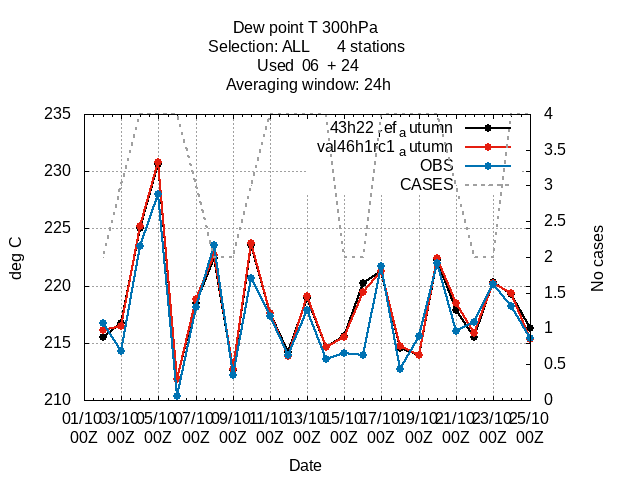 Dew point T 300hPa
Selection: ALL 4 stations
Used 06 + 24
Averaging window: 24h
43h22 ref a utumn
val46h1rc1 a utumn
OBS
CASES
deg C
235
230
225
220
215
210
No cases
4
3.5
3
2.5
2
1.5
1
0.5
0
01/10 03/10 05/10 07/10 09/10 11/10 13/10 15/10 17/10 19/10 21/10 23/10 25/10
00Z 00Z 00Z 00Z 00Z 00Z 00Z 00Z 00Z 00Z 00Z 00Z 00Z
Date